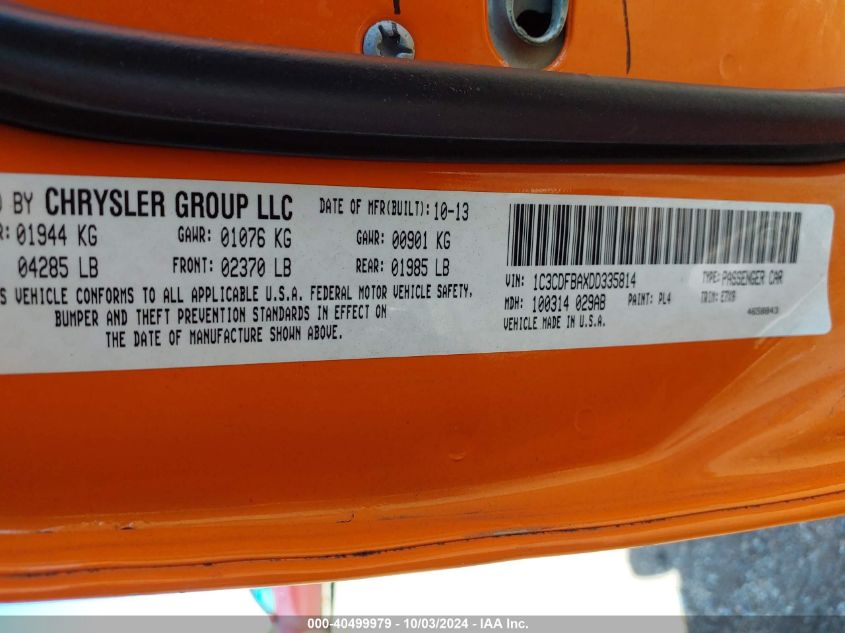 BY CHRYSLER GROUP LLC DATE OF MFR(BUILT): 10-13
R: 01944 KG GAWR: 01076 KG GAWR: 00901 KG
04285 LB FRONT: 02370 LB REAR: 01985 LB
S VEHICLE CONFORMS TO ALL APPLICABLE U.S.A. FEDERAL MOTOR VEHICLE SAFETY,
BUMPER AND THEFT PREVENTION STANDARDS IN EFFECT ON
THE DATE OF MANUFACTURE SHOWN ABOVE.
VIN: 1C3CDFBAXDD335814 TYPE: PASSENGER CAR
MDH: 100314 029AB PAINT: PL4 TRIM: E7X9
VEHICLE MADE IN U.S.A. 4658843
000-40499979 | 10/03/2024 | IAA Inc.